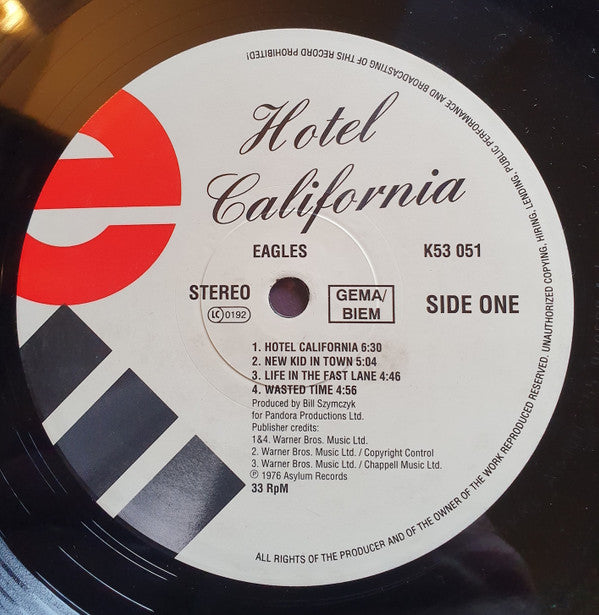 Hotel
California
EAGLES
K53 051
STEREO
LC 0192
GEMA/
BIEM
SIDE ONE
1. HOTEL CALIFORNIA 6:30
2. NEW KID IN TOWN 5:04
3. LIFE IN THE FAST LANE 4:46
4. WASTED TIME 4:56
Produced by Bill Szymczyk
for Pandora Productions Ltd.
Publisher credits:
1&4. Warner Bros. Music Ltd.
2. Warner Bros. Music Ltd. / Copyright Control
3. Warner Bros. Music Ltd. / Chappell Music Ltd.
℗ 1976 Asylum Records
33 RpM
ALL RIGHTS OF THE PRODUCER AND OF THE OWNER OF THE WORK REPRODUCED RESERVED. UNAUTHORIZED COPYING, HIRING, LENDING, PUBLIC PERFORMANCE AND BROADCASTING OF THIS RECORD PROHIBITED!
e